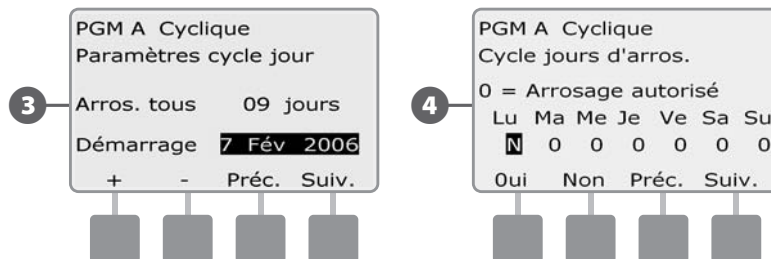 3
PGM A Cyclique
Paramètres cycle jour
Arros. tous 09 jours
Démarrage 7 Fév 2006
+ - Préc. Suiv.
4
PGM A Cyclique
Cycle jours d'arros.
0 = Arrosage autorisé
Lu Ma Me Je Ve Sa Su
N 0 0 0 0 0 0
0ui Non Préc. Suiv.